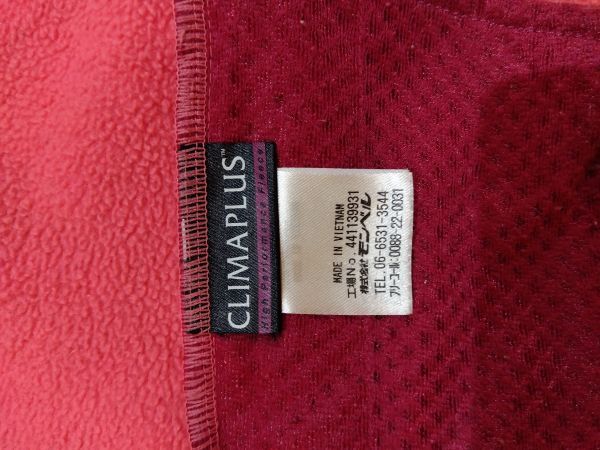 CLIMAPLUS™
High Performance Fleece
MADE IN VIETNAM
工場No. 441139931
株式会社 モンベル
TEL.06-6531-3544
フリーコール:0088-22-0031